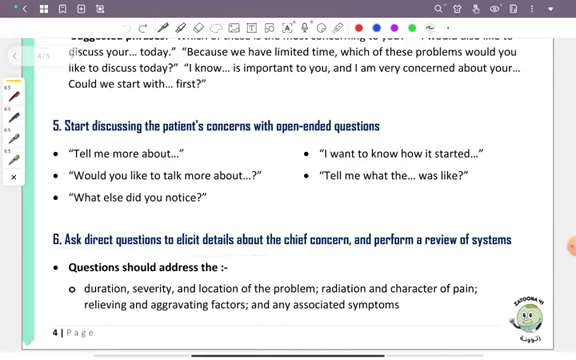 4 / 5
discuss your... today.” “Because we have limited time, which of these problems would you
like to discuss today?” “I know... is important to you, and I am very concerned about your...
Could we start with... first?”
5. Start discussing the patient's concerns with open-ended questions
• “Tell me more about...”
• “I want to know how it started...”
• “Would you like to talk more about...?”
• “Tell me what the... was like?”
• “What else did you notice?”
6. Ask direct questions to elicit details about the chief concern, and perform a review of systems
• Questions should address the :-
o duration, severity, and location of the problem; radiation and character of pain;
relieving and aggravating factors; and any associated symptoms
4 | Page
ZATOONA
زتوونة